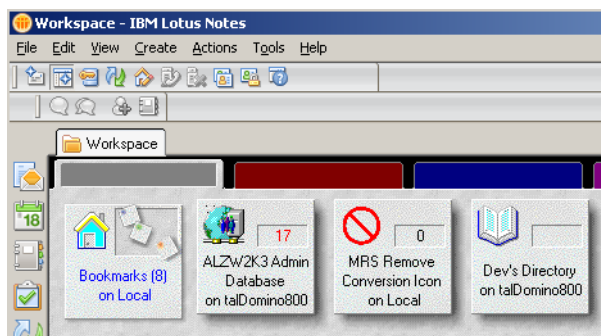 Workspace - IBM Lotus Notes
File Edit View Create Actions Tools Help
Workspace
18
17
0
Bookmarks (8)
on Local
ALZW2K3 Admin
Database
on talDomino800
MRS Remove
Conversion Icon
on Local
Dev's Directory
on talDomino800